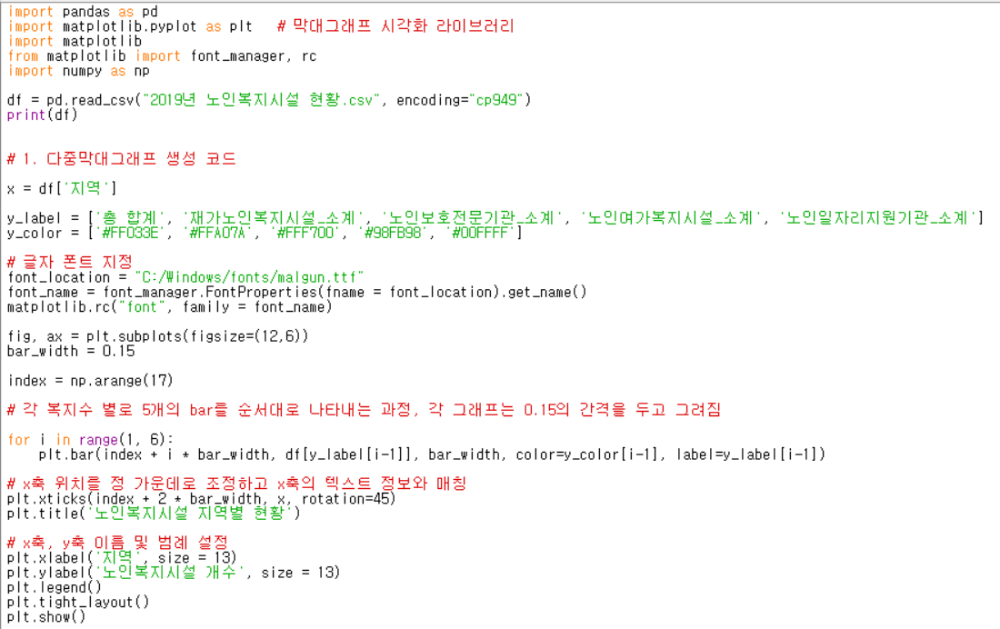 import pandas as pd
import matplotlib.pyplot as plt   # 막대그래프 시각화 라이브러리
import matplotlib
from matplotlib import font_manager, rc
import numpy as np
df = pd.read_csv("2019년 노인복지시설 현황.csv", encoding="cp949")
print(df)
# 1. 다중막대그래프 생성 코드
x = df['지역']
y_label = ['총 합계', '재가노인복지시설_소계', '노인보호전문기관_소계', '노인여가복지시설_소계', '노인일자리지원기관_소계']
y_color = ['#FF033E', '#FFA07A', '#FFF700', '#98FB98', '#00FFFF']
# 글자 폰트 지정
font_location = "C:/Windows/fonts/malgun.ttf"
font_name = font_manager.FontProperties(fname = font_location).get_name()
matplotlib.rc("font", family = font_name)
fig, ax = plt.subplots(figsize=(12,6))
bar_width = 0.15
index = np.arange(17)
# 각 복지수 별로 5개의 bar를 순서대로 나타내는 과정, 각 그래프는 0.15의 간격을 두고 그려짐
for i in range(1, 6):
    plt.bar(index + i * bar_width, df[y_label[i-1]], bar_width, color=y_color[i-1], label=y_label[i-1])
# x축 위치를 정 가운데로 조정하고 x축의 텍스트 정보와 매칭
plt.xticks(index + 2 * bar_width, x, rotation=45)
plt.title('노인복지시설 지역별 현황')
# x축, y축 이름 및 범례 설정
plt.xlabel('지역', size = 13)
plt.ylabel('노인복지시설 개수', size = 13)
plt.legend()
plt.tight_layout()
plt.show()